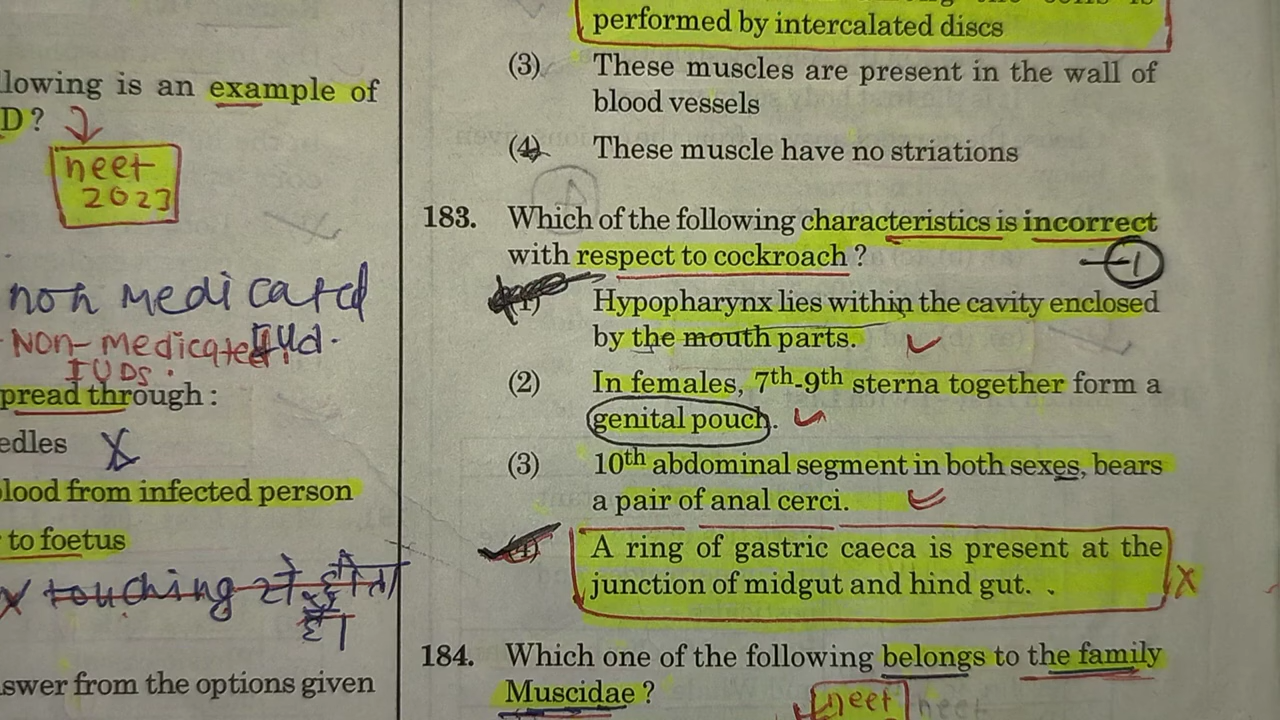 llowing is an example of
D?
neet
2023
non medicated
IUd.
Non-medicated
IUDS.
pread through :
edles X
lood from infected person
to foetus
X touching से होता
है।
swer from the options given
performed by intercalated discs
(3) These muscles are present in the wall of
blood vessels
(4) These muscle have no striations
183. Which of the following characteristics is incorrect
with respect to cockroach ?
-1
(1) Hypopharynx lies within the cavity enclosed
by the mouth parts.
(2) In females, 7th-9th sterna together form a
genital pouch.
(3) 10th abdominal segment in both sexes, bears
a pair of anal cerci.
(4) A ring of gastric caeca is present at the
junction of midgut and hind gut. X
184. Which one of the following belongs to the family
Muscidae ?
neet